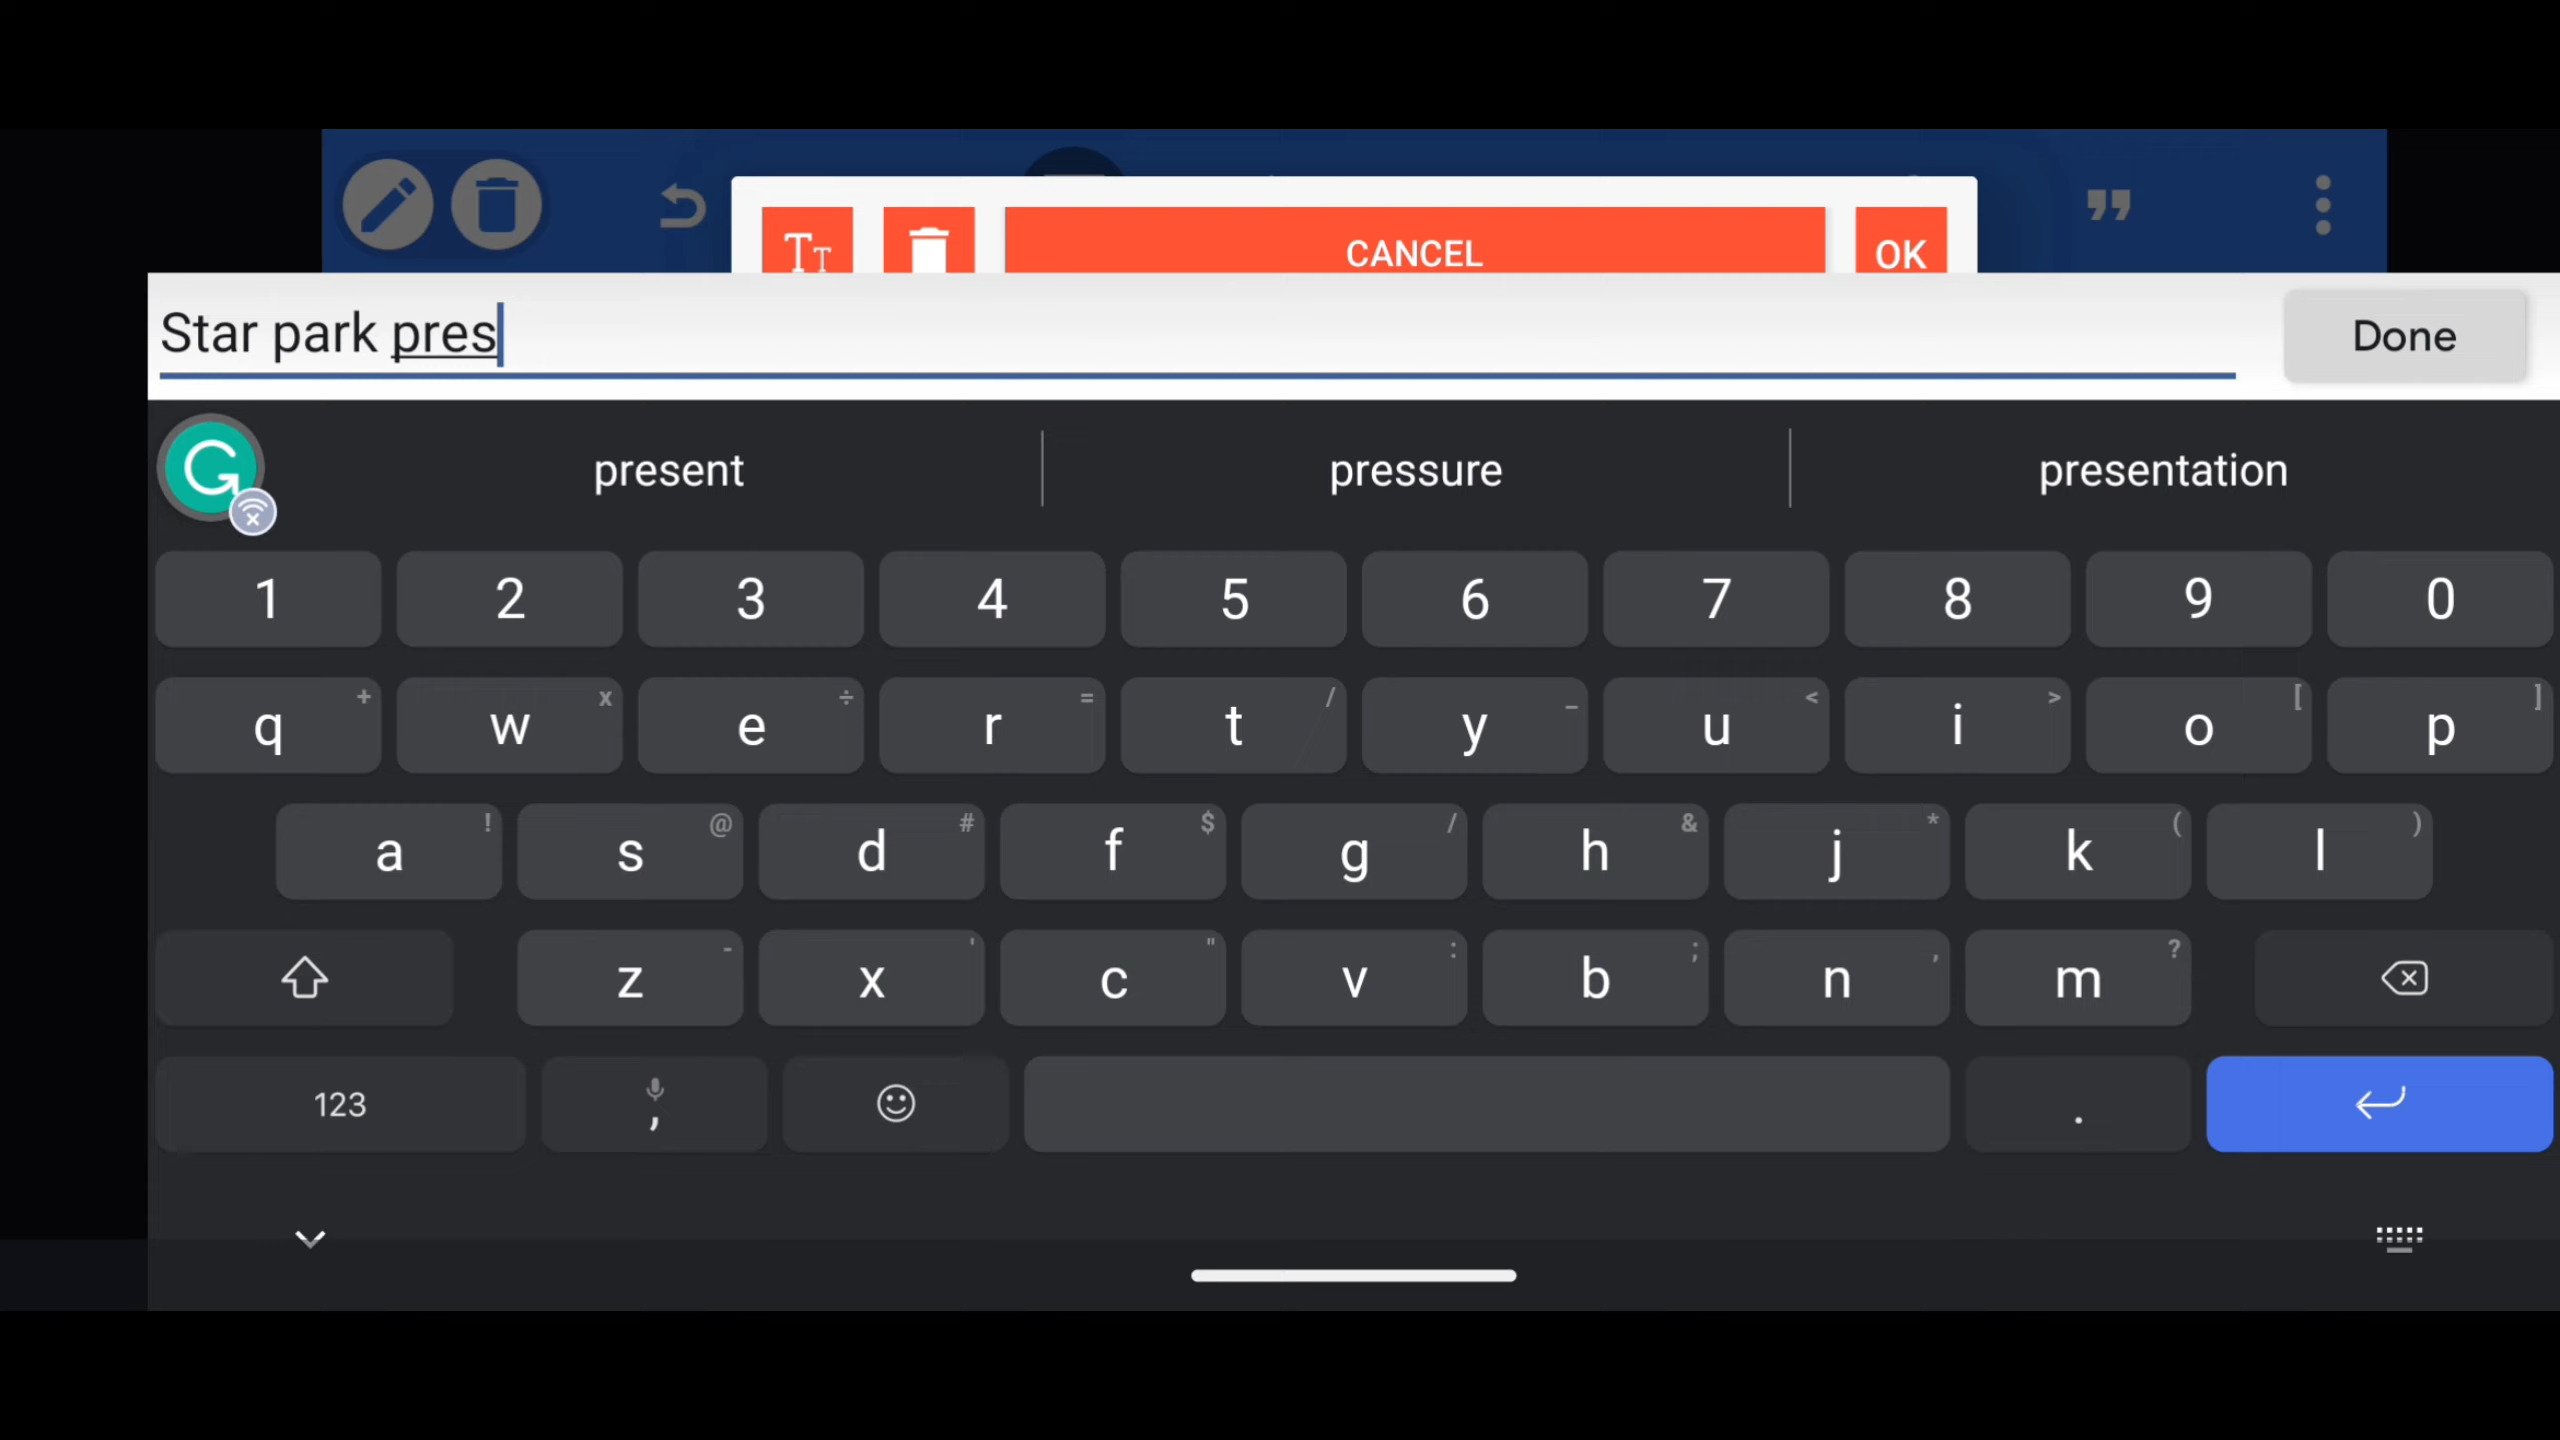 Tт CANCEL OK
Star park pres Done
present pressure presentation
1 2 3 4 5 6 7 8 9 0
q + w x e ÷ r = t / y _ u < i > o [ p ]
a ! s @ d # f $ g / h & j * k ( l )
z - x ' c " v : b ; n , m ?
123 , .